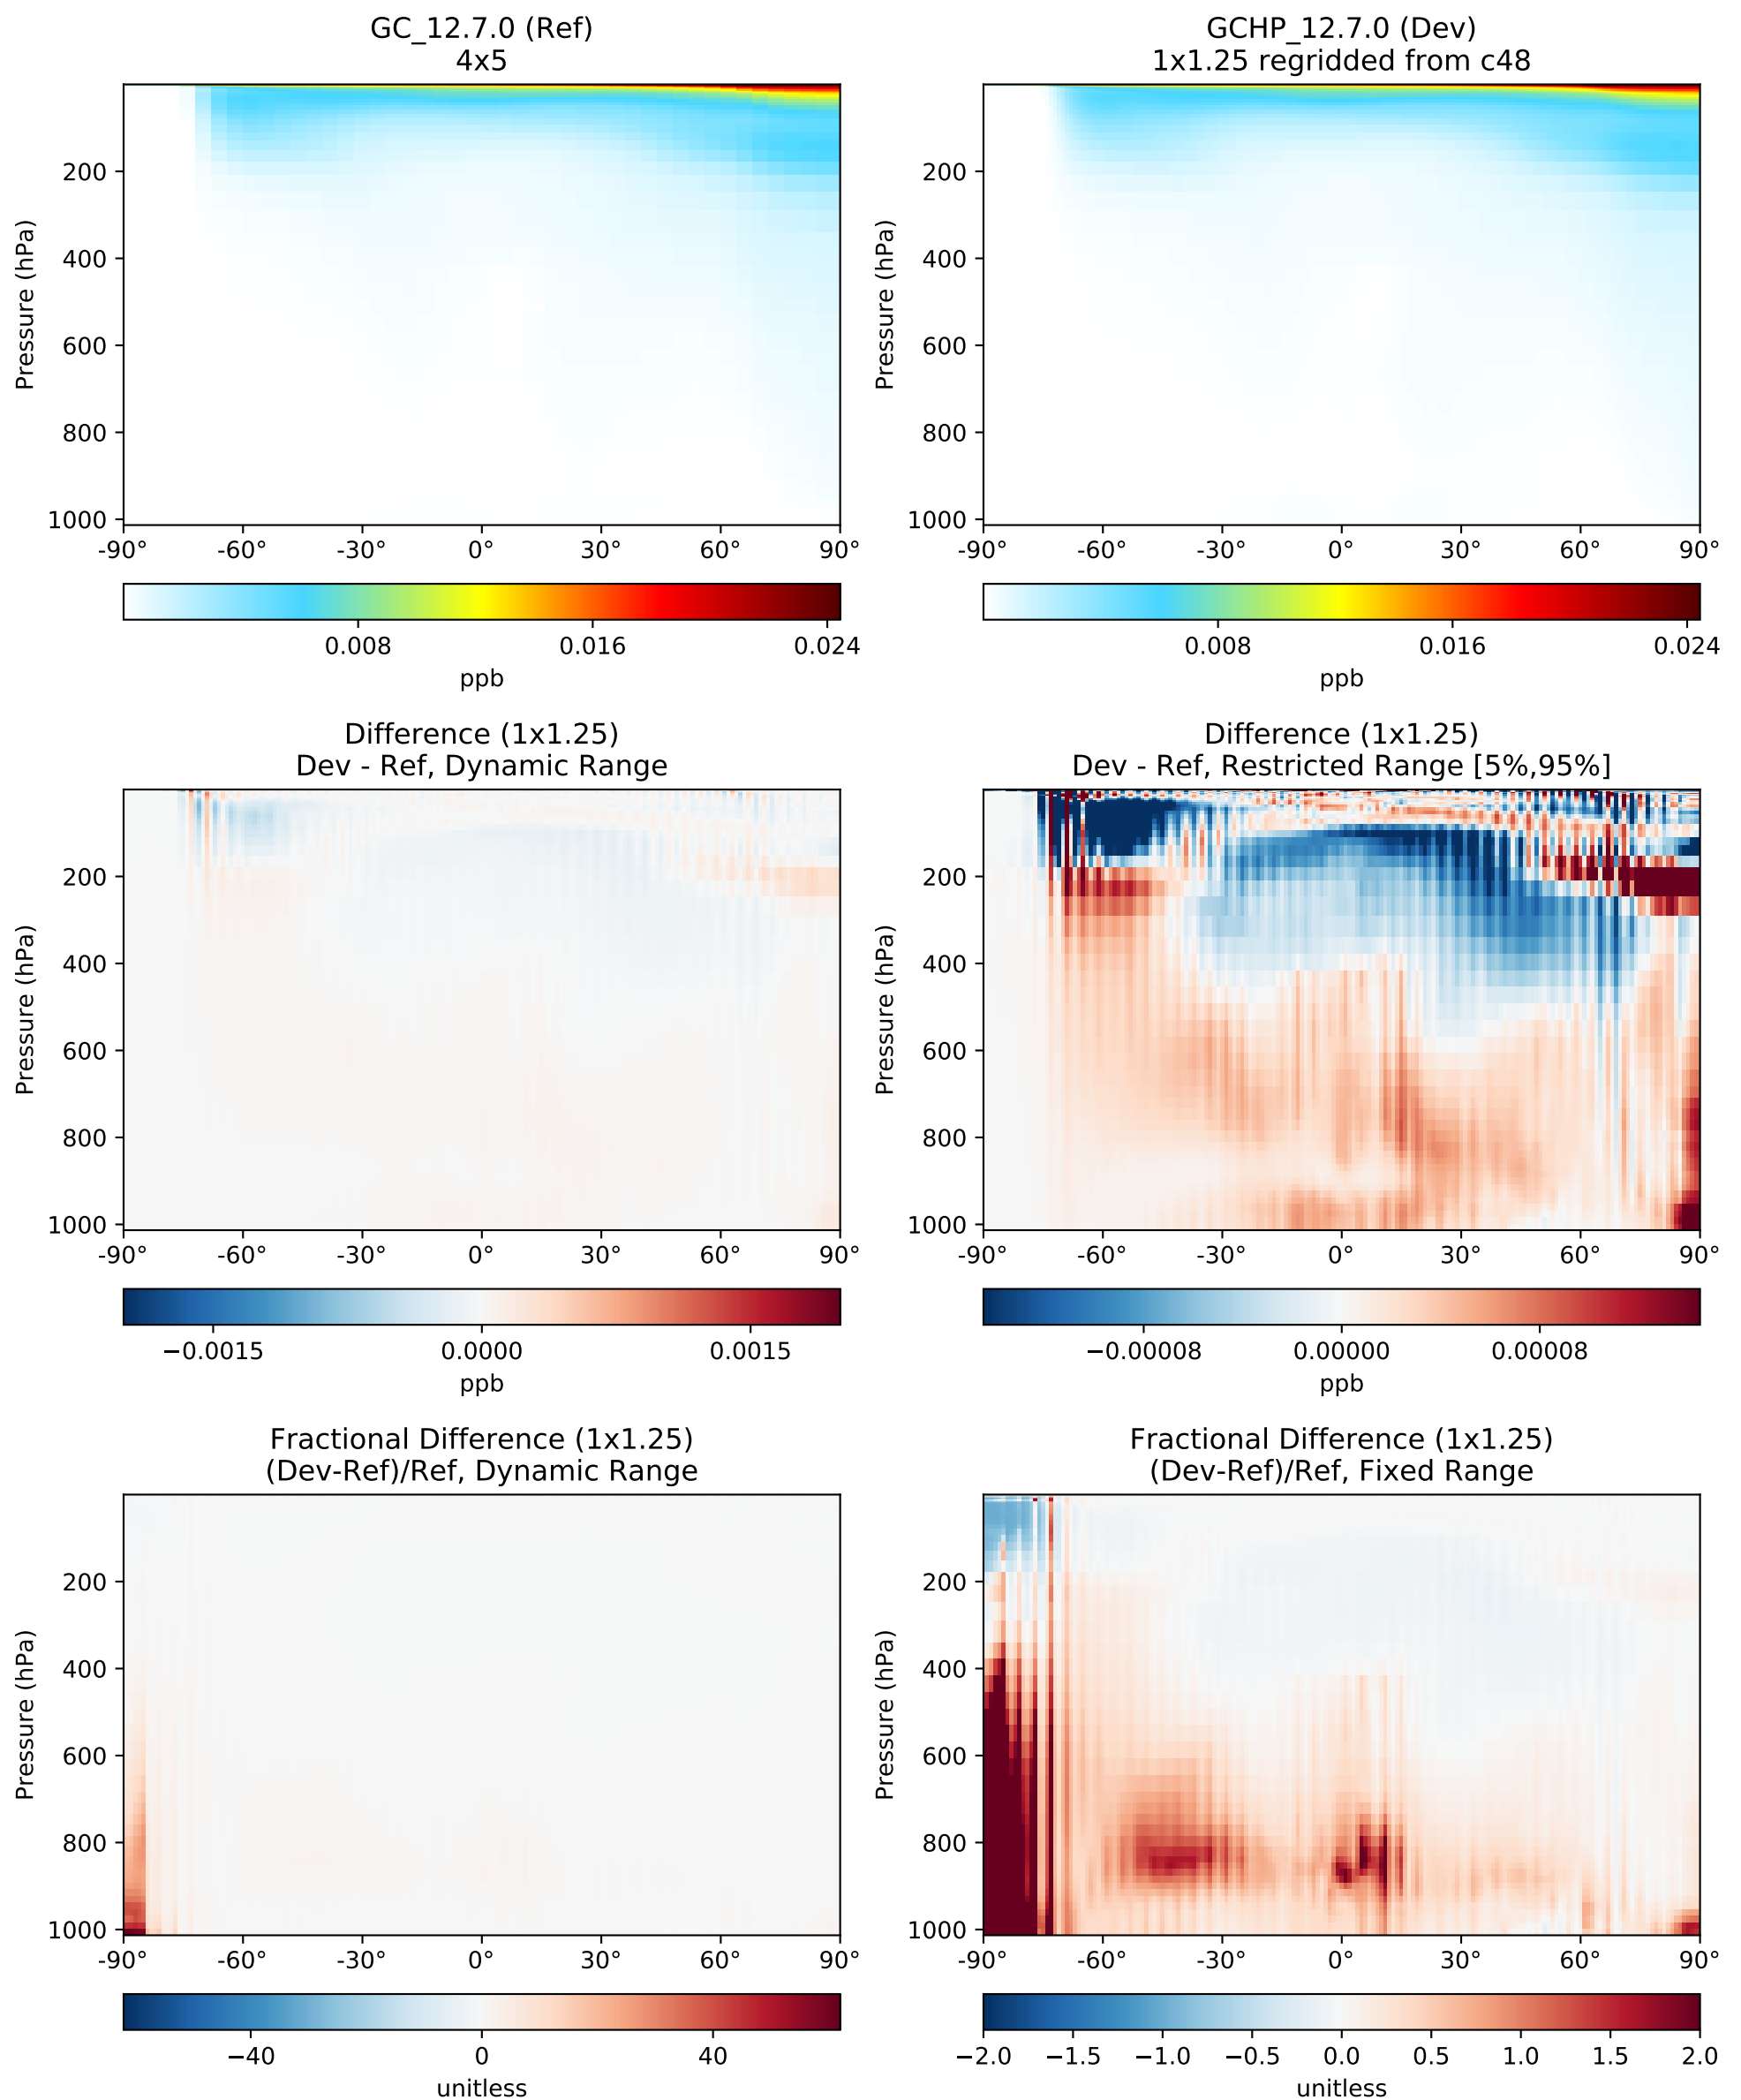 GC_12.7.0 (Ref)
4x5
Pressure (hPa)
200
400
600
800
1000
-90° -60° -30° 0° 30° 60° 90°
0.008 0.016 0.024
ppb
GCHP_12.7.0 (Dev)
1x1.25 regridded from c48
Pressure (hPa)
200
400
600
800
1000
-90° -60° -30° 0° 30° 60° 90°
0.008 0.016 0.024
ppb
Difference (1x1.25)
Dev - Ref, Dynamic Range
Pressure (hPa)
200
400
600
800
1000
-90° -60° -30° 0° 30° 60° 90°
−0.0015 0.0000 0.0015
ppb
Difference (1x1.25)
Dev - Ref, Restricted Range [5%,95%]
Pressure (hPa)
200
400
600
800
1000
-90° -60° -30° 0° 30° 60° 90°
−0.00008 0.00000 0.00008
ppb
Fractional Difference (1x1.25)
(Dev-Ref)/Ref, Dynamic Range
Pressure (hPa)
200
400
600
800
1000
-90° -60° -30° 0° 30° 60° 90°
−40 0 40
unitless
Fractional Difference (1x1.25)
(Dev-Ref)/Ref, Fixed Range
Pressure (hPa)
200
400
600
800
1000
-90° -60° -30° 0° 30° 60° 90°
−2.0 −1.5 −1.0 −0.5 0.0 0.5 1.0 1.5 2.0
unitless